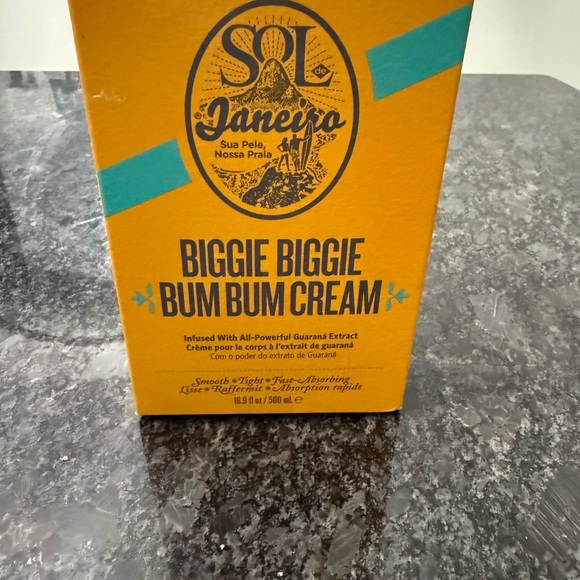 SOL
de
Janeiro
®
Sua Pele,
Nossa Praia
BIGGIE BIGGIE
BUM BUM CREAM
Infused With All-Powerful Guaraná Extract
Crème pour le corps à l'extrait de guaraná
Com o poder do extrato de Guaraná
Smooth * Tight * Fast-Absorbing
Lisse * Raffermit * Absorption rapide
16.9 fl oz / 500 mL ℮